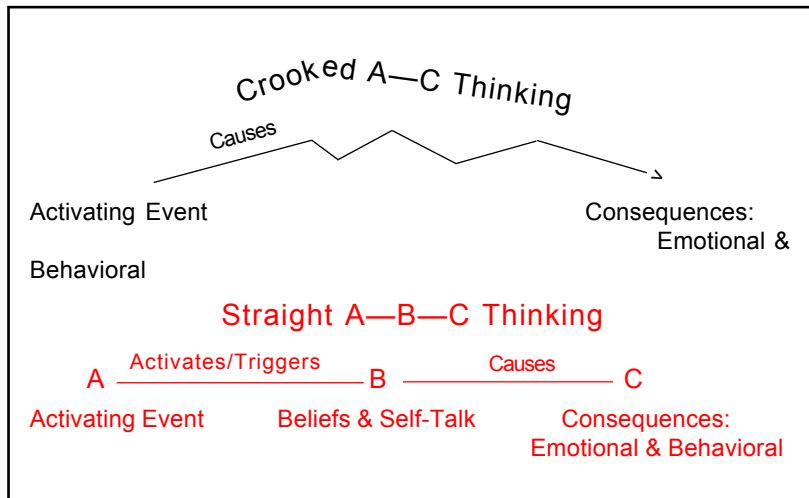 Crooked A—C Thinking
Causes
Activating Event
Consequences:
Emotional &
Behavioral
Straight A—B—C Thinking
Activates/Triggers
Causes
A
B
C
Activating Event
Beliefs & Self-Talk
Consequences:
Emotional & Behavioral